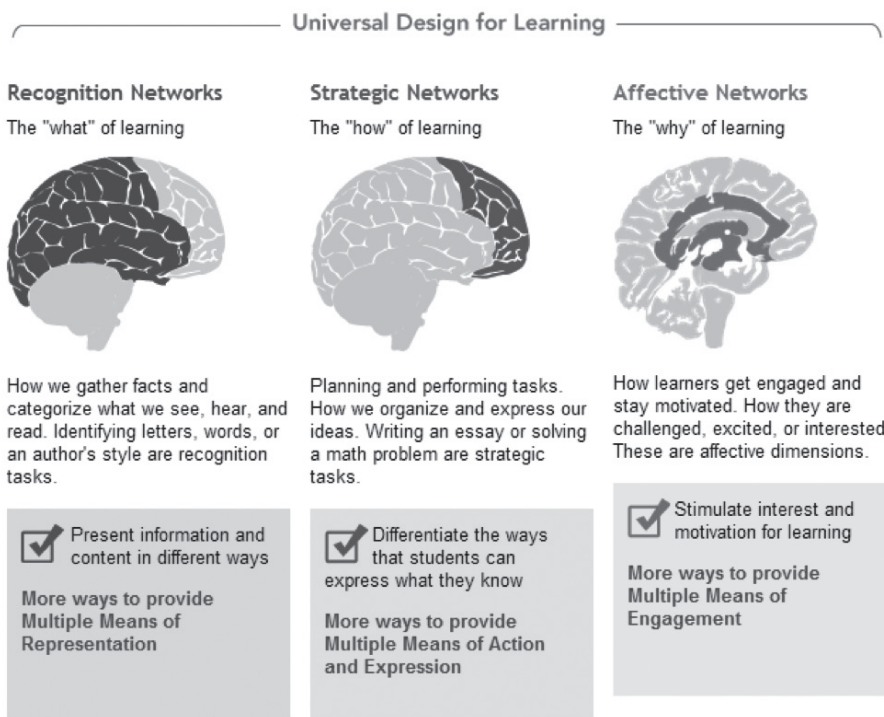 Universal Design for Learning
Recognition Networks
The "what" of learning
How we gather facts and
categorize what we see, hear, and
read. Identifying letters, words, or
an author's style are recognition
tasks.
Present information and
content in different ways
More ways to provide
Multiple Means of
Representation
Strategic Networks
The "how" of learning
Planning and performing tasks.
How we organize and express our
ideas. Writing an essay or solving
a math problem are strategic
tasks.
Differentiate the ways
that students can
express what they know
More ways to provide
Multiple Means of Action
and Expression
Affective Networks
The "why" of learning
How learners get engaged and
stay motivated. How they are
challenged, excited, or interested
These are affective dimensions.
Stimulate interest and
motivation for learning
More ways to provide
Multiple Means of
Engagement